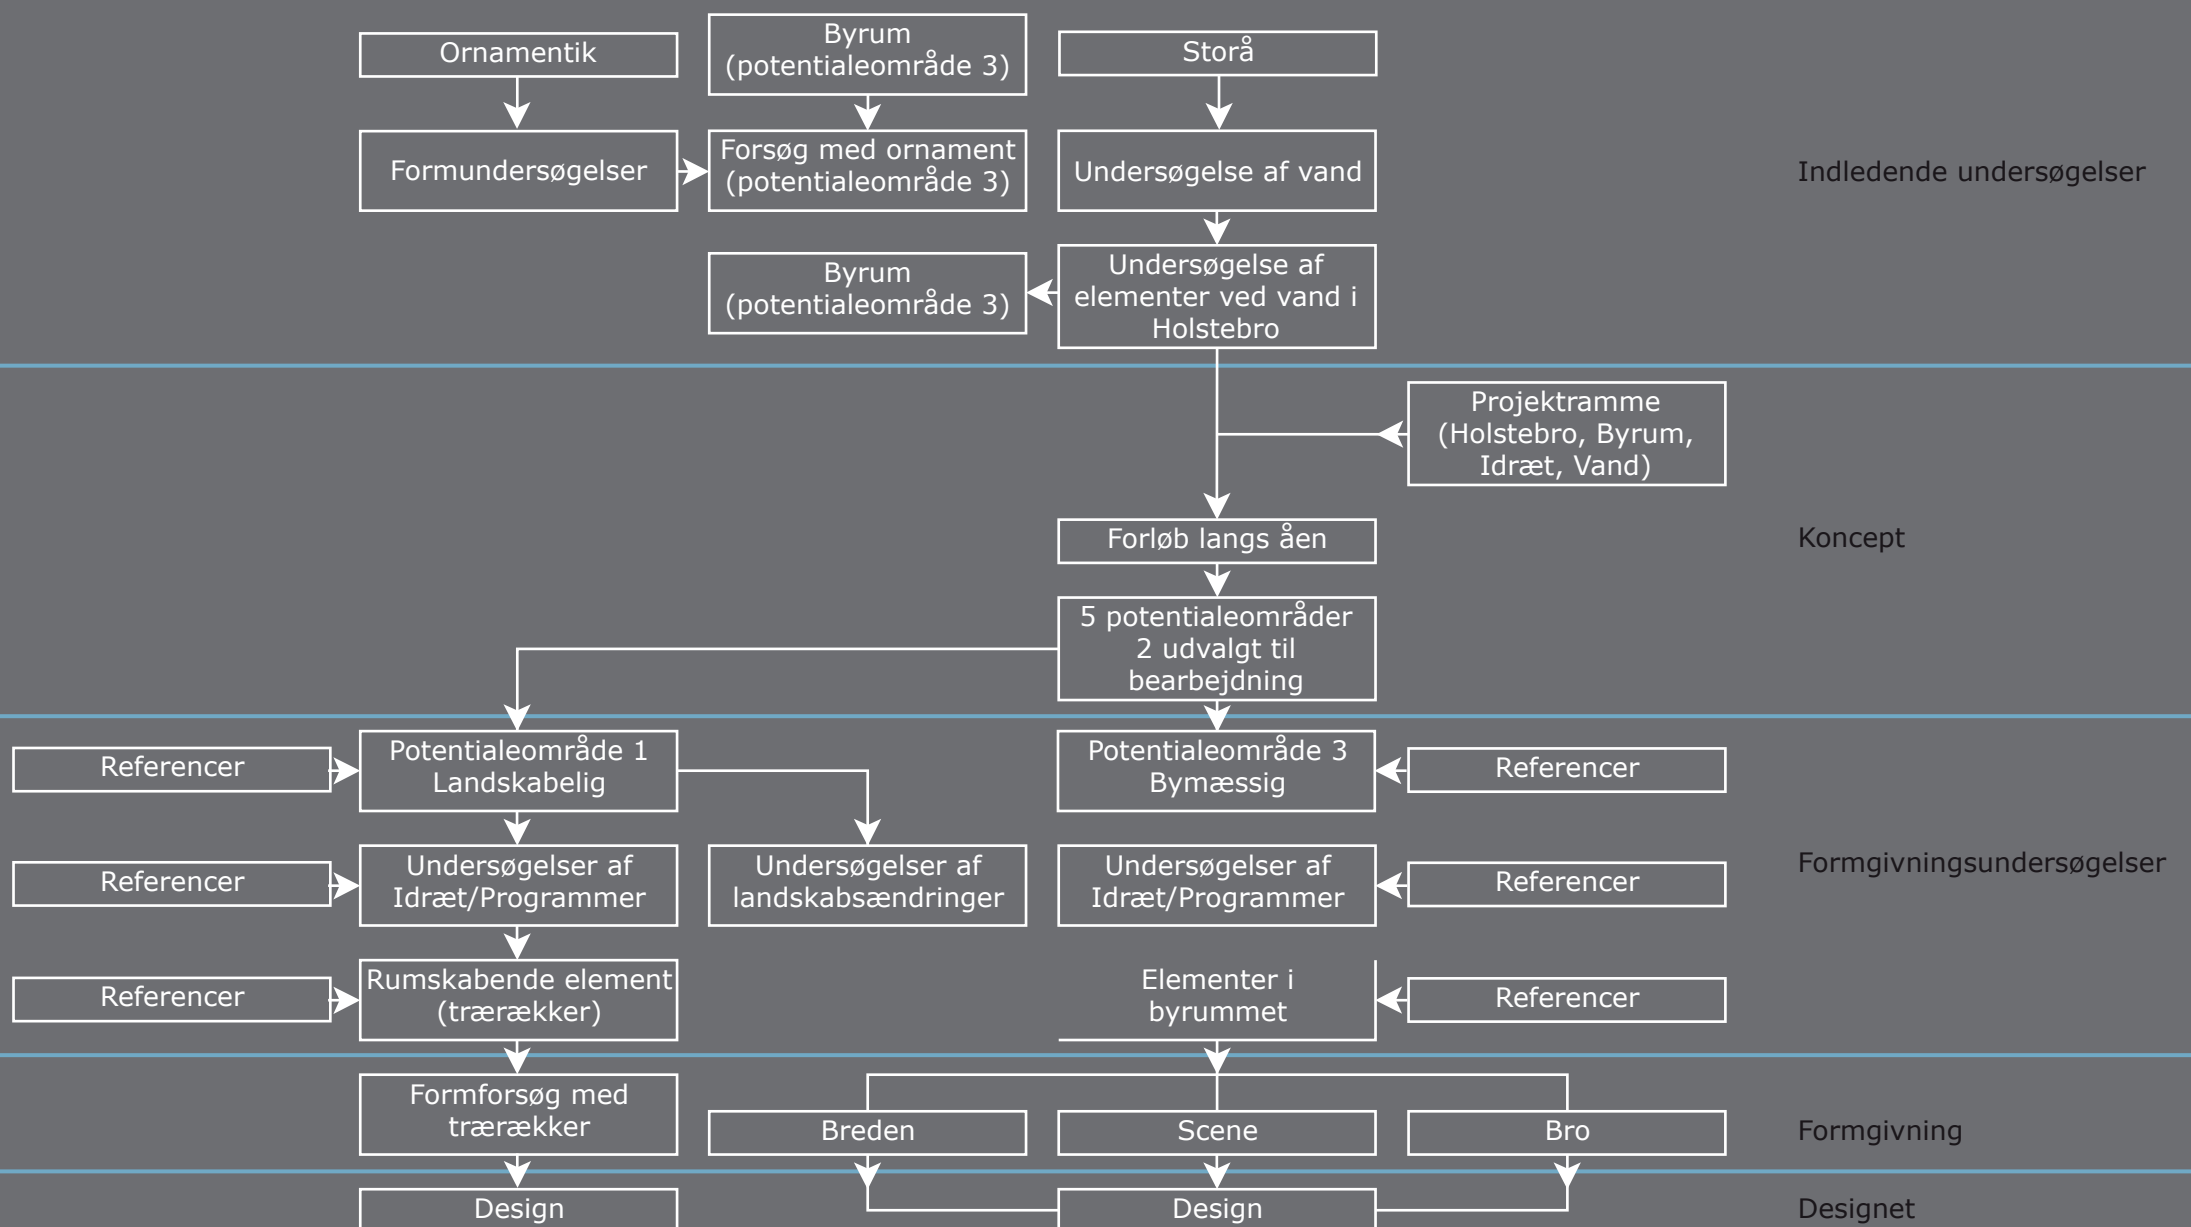 Ornamentik
Byrum
(potentialeområde 3)
Storå
Formundersøgelser
Forsøg med ornament
(potentialeområde 3)
Undersøgelse af vand
Indledende undersøgelser
Byrum
(potentialeområde 3)
Undersøgelse af
elementer ved vand i
Holstebro
Projektramme
(Holstebro, Byrum,
Idræt, Vand)
Forløb langs åen
Koncept
5 potentialeområder
2 udvalgt til
bearbejdning
Referencer
Potentialeområde 1
Landskabelig
Potentialeområde 3
Bymæssig
Referencer
Referencer
Undersøgelser af
Idræt/Programmer
Undersøgelser af
landskabsændringer
Undersøgelser af
Idræt/Programmer
Referencer
Formgivningsundersøgelser
Referencer
Rumskabende element
(trærækker)
Elementer i
byrummet
Referencer
Formforsøg med
trærækker
Breden
Scene
Bro
Formgivning
Design
Design
Designet